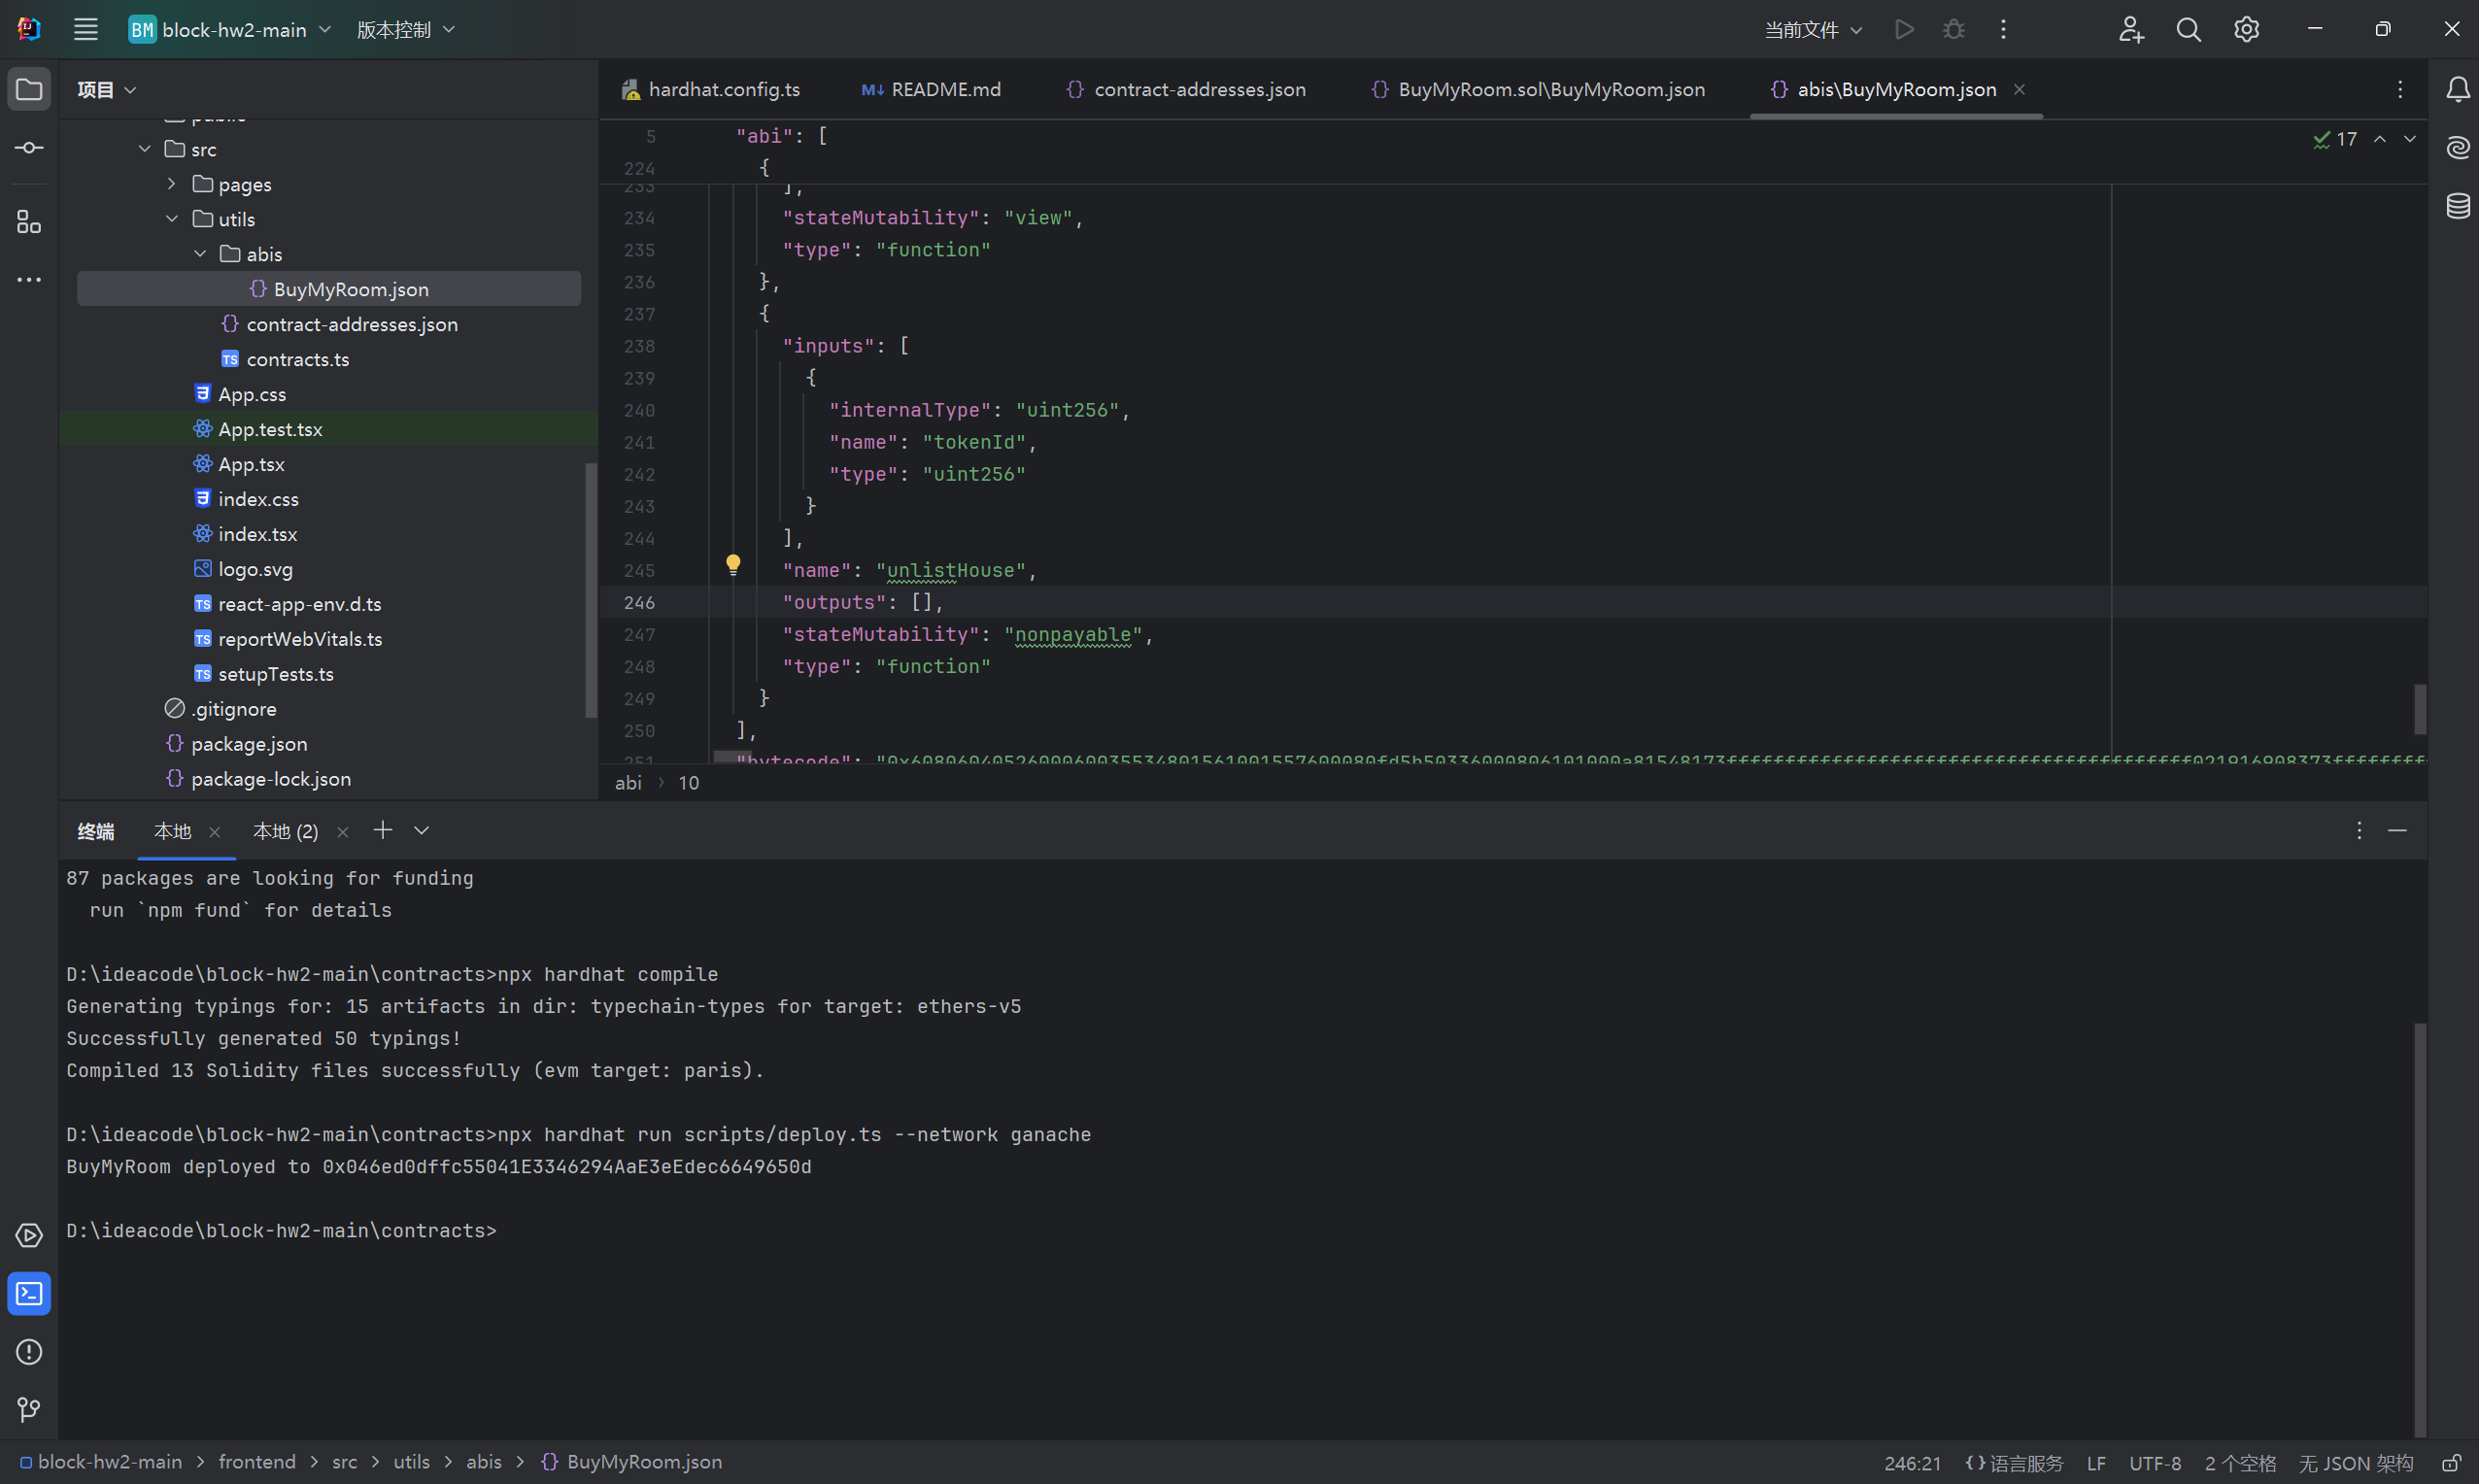 BM block-hw2-main 版本控制 当前文件
项目
src
pages
utils
abis
BuyMyRoom.json
contract-addresses.json
TS contracts.ts
App.css
App.test.tsx
App.tsx
index.css
index.tsx
logo.svg
TS react-app-env.d.ts
TS reportWebVitals.ts
TS setupTests.ts
.gitignore
package.json
package-lock.json
hardhat.config.ts M↓ README.md contract-addresses.json BuyMyRoom.sol\BuyMyRoom.json abis\BuyMyRoom.json
17
5 "abi": [
224 {
233 ],
234 "stateMutability": "view",
235 "type": "function"
236 },
237 {
238 "inputs": [
239 {
240 "internalType": "uint256",
241 "name": "tokenId",
242 "type": "uint256"
243 }
244 ],
245 "name": "unlistHouse",
246 "outputs": [],
247 "stateMutability": "nonpayable",
248 "type": "function"
249 }
250 ],
251 "bytecode":
abi › 10
终端 本地 本地 (2)
87 packages are looking for funding
run `npm fund` for details
D:\ideacode\block-hw2-main\contracts>npx hardhat compile
Generating typings for: 15 artifacts in dir: typechain-types for target: ethers-v5
Successfully generated 50 typings!
Compiled 13 Solidity files successfully (evm target: paris).
D:\ideacode\block-hw2-main\contracts>npx hardhat run scripts/deploy.ts --network ganache
BuyMyRoom deployed to 0x046ed0dffc55041E3346294AaE3eEdec6649650d
D:\ideacode\block-hw2-main\contracts>
block-hw2-main › frontend › src › utils › abis › {} BuyMyRoom.json 246:21 {} 语言服务 LF UTF-8 2 个空格 无 JSON 架构